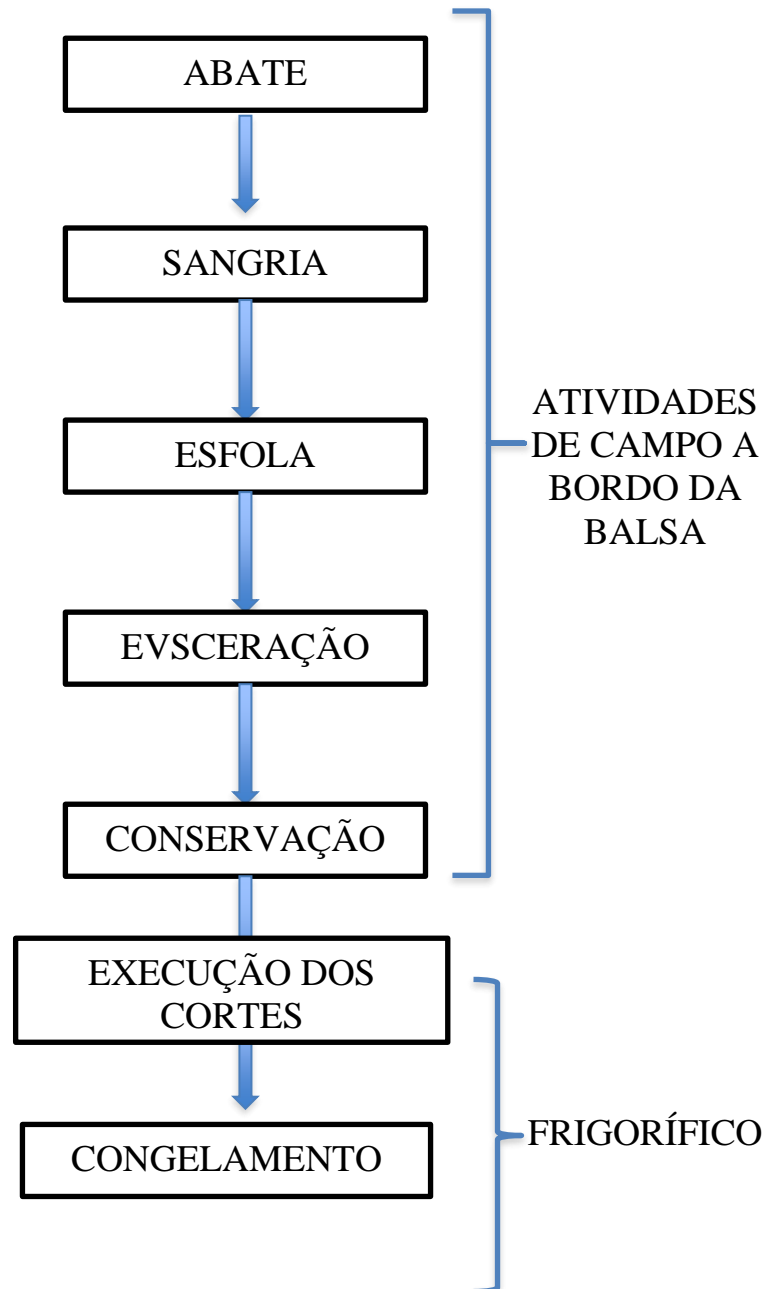 ABATE
SANGRIA
ESFOLA
EVSCERAÇÃO
CONSERVAÇÃO
ATIVIDADES
DE CAMPO A
BORDO DA
BALSA
EXECUÇÃO DOS
CORTES
CONGELAMENTO
FRIGORÍFICO